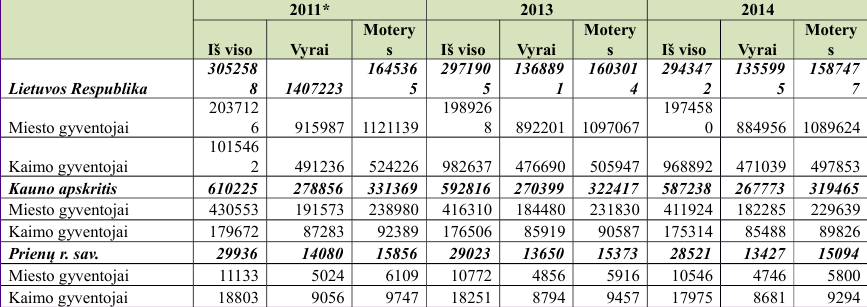 2011* 2013 2014
Iš viso Vyrai Moterys Iš viso Vyrai Moterys Iš viso Vyrai Moterys
Lietuvos Respublika 3052588 1407223 1645365 2971905 1368891 1603014 2943472 1355995 1587477
Miesto gyventojai 2037126 915987 1121139 1989268 892201 1097067 1974580 884956 1089624
Kaimo gyventojai 1015462 491236 524226 982637 476690 505947 968892 471039 497853
Kauno apskritis 610225 278856 331369 592816 270399 322417 587238 267773 319465
Miesto gyventojai 430553 191573 238980 416310 184480 231830 411924 182285 229639
Kaimo gyventojai 179672 87283 92389 176506 85919 90587 175314 85488 89826
Prienų r. sav. 29936 14080 15856 29023 13650 15373 28521 13427 15094
Miesto gyventojai 11133 5024 6109 10772 4856 5916 10546 4746 5800
Kaimo gyventojai 18803 9056 9747 18251 8794 9457 17975 8681 9294